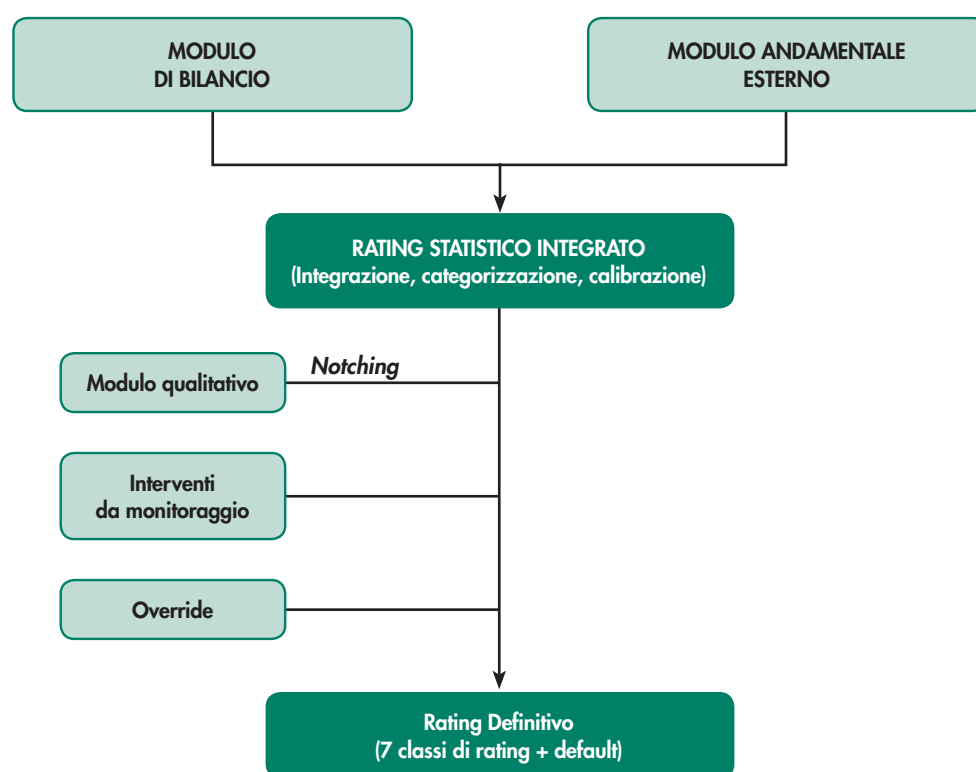 MODULO
DI BILANCIO
MODULO ANDAMENTALE
ESTERNO
RATING STATISTICO INTEGRATO
(Integrazione, categorizzazione, calibrazione)
Notching
Modulo qualitativo
Interventi
da monitoraggio
Override
Rating Definitivo
(7 classi di rating + default)